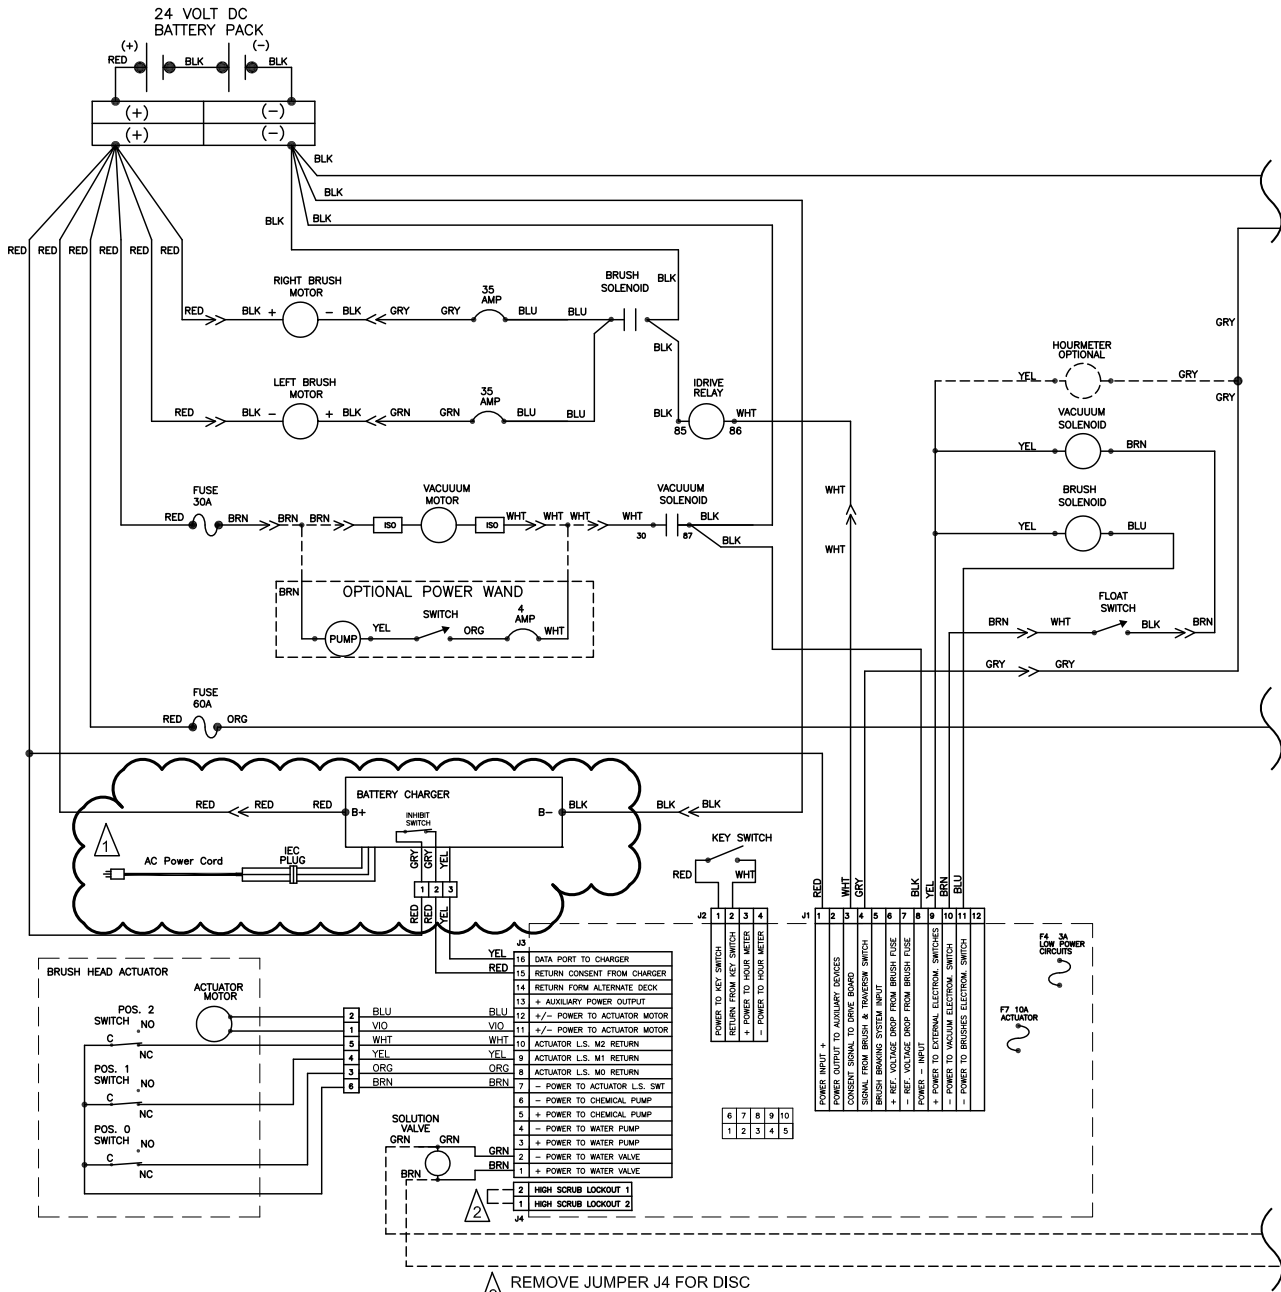 24 VOLT DC
BATTERY PACK
(+)
(-)
RED
BLK
BLK
(+)
(-)
(+)
(-)
BLK
BLK
BLK
BLK
RED
RED
RED
RED
RED
RED
RIGHT BRUSH
MOTOR
35
AMP
BRUSH
SOLENOID
BLK
RED
BLK
+
-
BLK
GRY
GRY
BLU
BLU
BLK
GRY
HOURMETER
OPTIONAL
YEL
GRY
GRY
LEFT BRUSH
MOTOR
35
AMP
IDRIVE
RELAY
RED
BLK
-
+
BLK
GRN
GRN
BLU
BLU
BLK
WHT
85
86
VACUUUM
SOLENOID
YEL
BRN
BRUSH
SOLENOID
YEL
BLU
FUSE
30A
VACUUUM
MOTOR
VACUUUM
SOLENOID
WHT
RED
BRN
BRN
BRN
ISO
ISO
WHT
WHT
WHT
WHT
BLK
30
87
BLK
WHT
OPTIONAL POWER WAND
BRN
PUMP
YEL
SWITCH
ORG
4
AMP
WHT
FLOAT
SWITCH
BRN
WHT
BLK
BRN
GRY
GRY
FUSE
60A
RED
ORG
BATTERY CHARGER
RED
RED
RED
B+
B-
BLK
BLK
BLK
INHIBIT
SWITCH
1
AC Power Cord
IEC
PLUG
GRY
GRY
YEL
1 2 3
RED
RED
YEL
KEY SWITCH
RED
WHT
RED
WHT
GRY
BLK
YEL
BRN
BLU
J2
1 2 3 4
POWER TO KEY SWITCH
RETURN FROM KEY SWITCH
+ POWER TO HOUR METER
- POWER TO HOUR METER
J1
1 2 3 4 5 6 7 8 9 10 11 12
POWER INPUT +
POWER OUTPUT TO AUXILIARY DEVICES
CONSENT SIGNAL TO DRIVE BOARD
SIGNAL FROM BRUSH & TRAVERSW SWITCH
BRUSH BRAKING SYSTEM INPUT
+ REF. VOLTAGE DROP FROM BRUSH FUSE
- REF. VOLTAGE DROP FROM BRUSH FUSE
POWER - INPUT
+ POWER TO EXTERNAL ELECTROM. SWITCHES
- POWER TO VACUUM ELECTROM. SWITCH
- POWER TO BRUSHES ELECTROM. SWITCH
F4 3A
LOW POWER
CIRCUITS
F7 10A
ACTUATOR
J3
YEL 16 DATA PORT TO CHARGER
RED 15 RETURN CONSENT FROM CHARGER
14 RETURN FORM ALTERNATE DECK
13 + AUXILIARY POWER OUTPUT
2 BLU BLU 12 +/- POWER TO ACTUATOR MOTOR
1 VIO VIO 11 +/- POWER TO ACTUATOR MOTOR
5 WHT WHT 10 ACTUATOR L.S. M2 RETURN
4 YEL YEL 9 ACTUATOR L.S. M1 RETURN
3 ORG ORG 8 ACTUATOR L.S. M0 RETURN
6 BRN BRN 7 - POWER TO ACTUATOR L.S. SWT
6 - POWER TO CHEMICAL PUMP
5 + POWER TO CHEMICAL PUMP
4 - POWER TO WATER PUMP
3 + POWER TO WATER PUMP
GRN 2 - POWER TO WATER VALVE
BRN 1 + POWER TO WATER VALVE
2 HIGH SCRUB LOCKOUT 1
1 HIGH SCRUB LOCKOUT 2
J4
2
BRUSH HEAD ACTUATOR
ACTUATOR
MOTOR
POS. 2
SWITCH
NO
C
NC
POS. 1
SWITCH
NO
C
NC
POS. 0
SWITCH
NO
C
NC
SOLUTION
VALVE
GRN
GRN
BRN
6 7 8 9 10
1 2 3 4 5
REMOVE JUMPER J4 FOR DISC